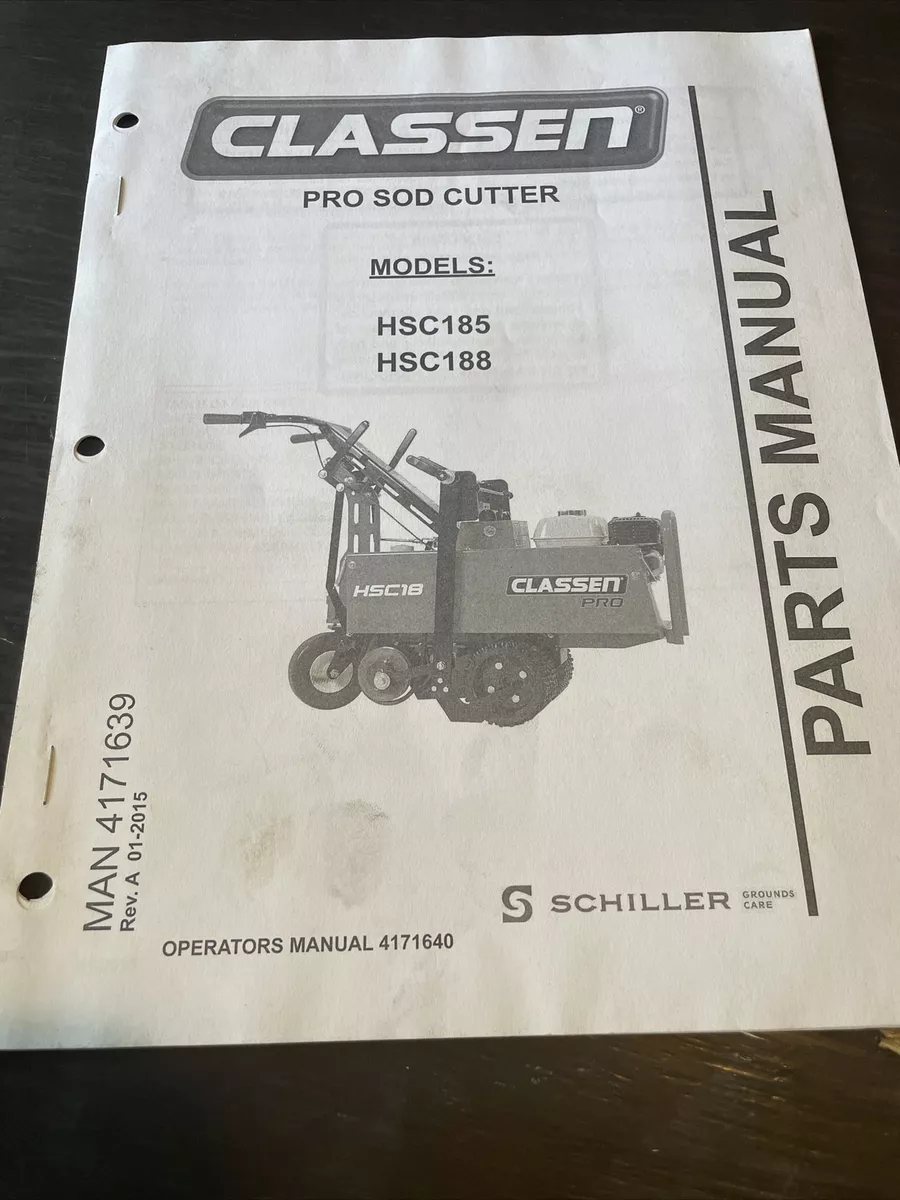 CLASSEN®
PRO SOD CUTTER
MODELS:
HSC185
HSC188
HSC18
CLASSEN
PRO
PARTS MANUAL
MAN 4171639
Rev. A 01-2015
S SCHILLER GROUNDS
CARE
OPERATORS MANUAL 4171640